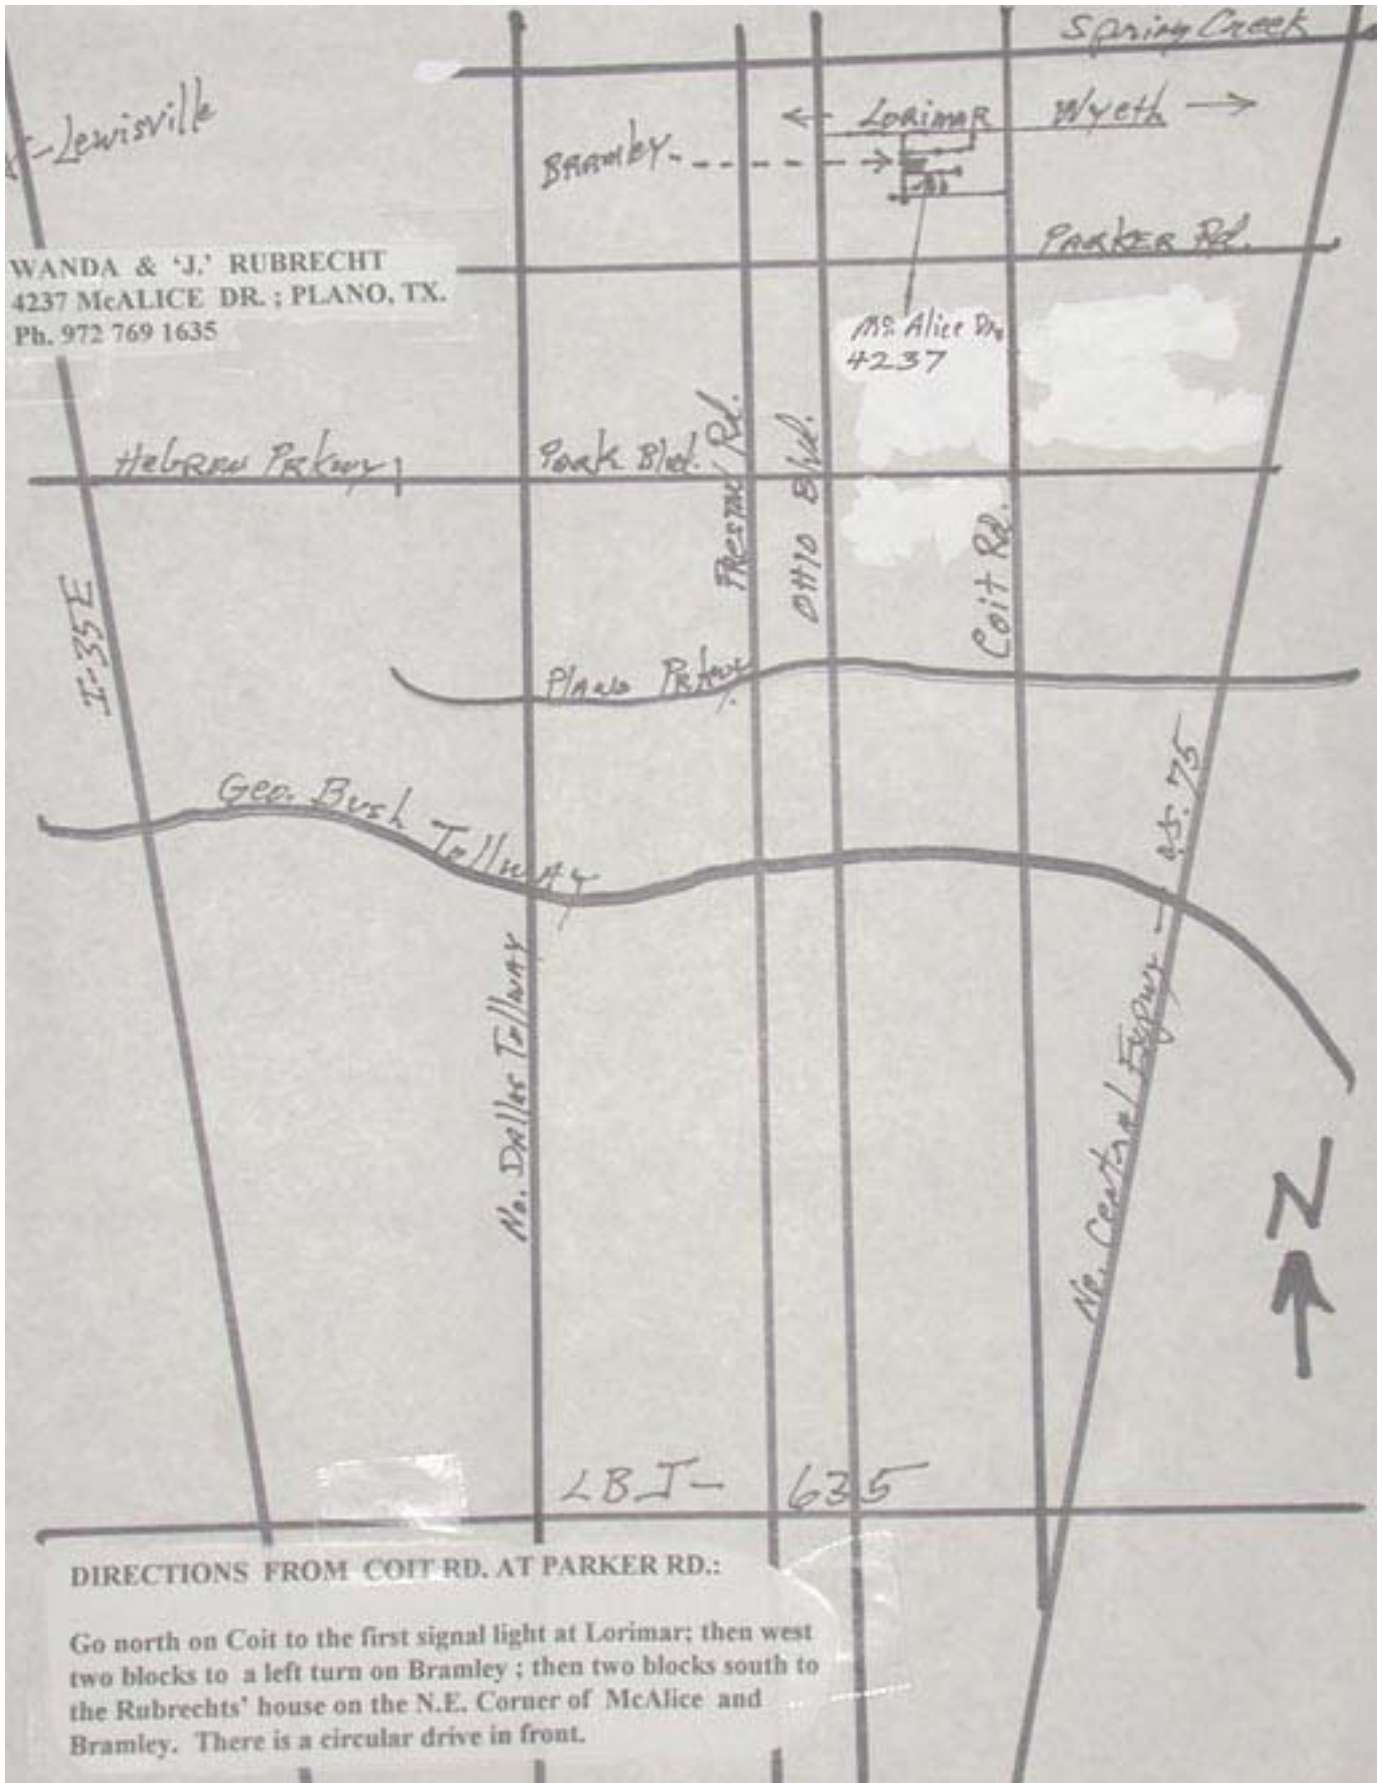 Spring Creek
← Lorimar Wyeth →
Lewisville
Bramley
Parker Rd.
WANDA & ‘J.’ RUBRECHT
4237 McALICE DR. ; PLANO, TX.
Ph. 972 769 1635
Mc Alice Dr.
4237
Hebron Prkwy
Park Blvd.
Preston Rd.
Ohio Blvd.
Coit Rd.
I-35E
Plano Prkwy.
Geo. Bush Tollway
U.S. 75
No. Dallas Tollway
No. Central Expwy
N
LBJ- 635
DIRECTIONS FROM COIT RD. AT PARKER RD.:
Go north on Coit to the first signal light at Lorimar; then west
two blocks to a left turn on Bramley ; then two blocks south to
the Rubrechts’ house on the N.E. Corner of McAlice and
Bramley. There is a circular drive in front.